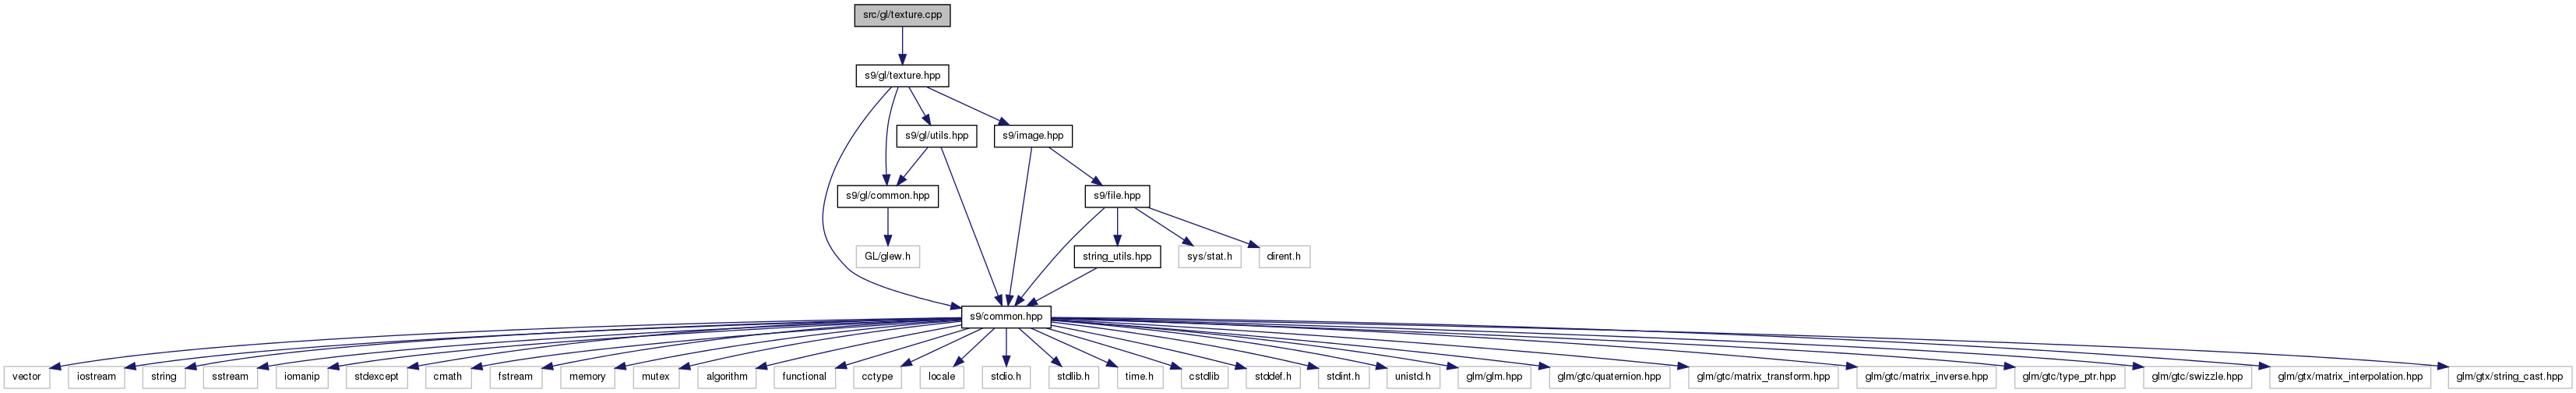 src/gl/texture.cpp
s9/gl/texture.hpp
s9/gl/utils.hpp
s9/image.hpp
s9/gl/common.hpp
s9/file.hpp
GL/glew.h
string_utils.hpp
sys/stat.h
dirent.h
s9/common.hpp
vector
iostream
string
sstream
iomanip
stdexcept
cmath
fstream
memory
mutex
algorithm
functional
cctype
locale
stdio.h
stdlib.h
time.h
cstdlib
stddef.h
stdint.h
unistd.h
glm/glm.hpp
glm/gtc/quaternion.hpp
glm/gtc/matrix_transform.hpp
glm/gtc/matrix_inverse.hpp
glm/gtc/type_ptr.hpp
glm/gtc/swizzle.hpp
glm/gtx/matrix_interpolation.hpp
glm/gtx/string_cast.hpp